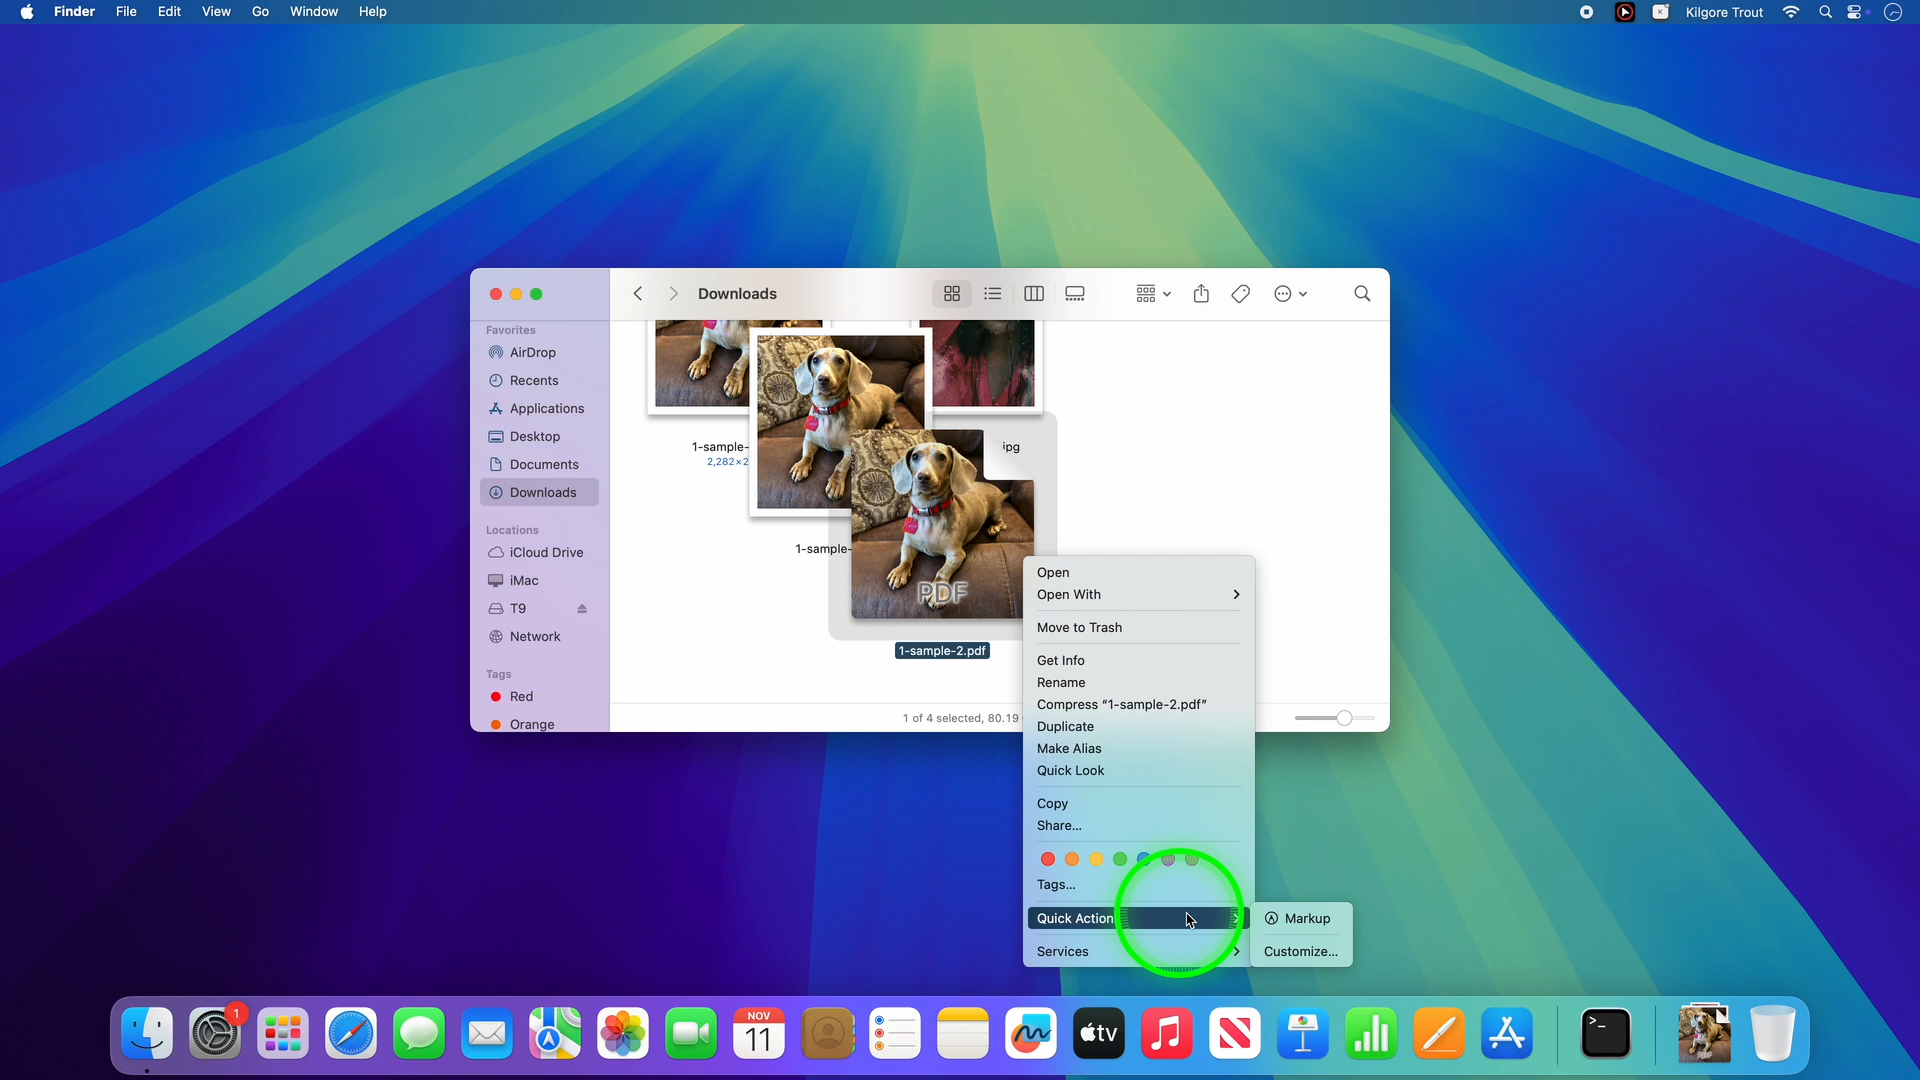 Finder File Edit View Go Window Help
Kilgore Trout
Downloads
Favorites
AirDrop
Recents
Applications
Desktop
Documents
Downloads
Locations
iCloud Drive
iMac
T9
Network
Tags
Red
Orange
1-sample-
2,282×2
jpg
1-sample-
PDF
1-sample-2.pdf
1 of 4 selected, 80.19
Open
Open With
Move to Trash
Get Info
Rename
Compress “1-sample-2.pdf”
Duplicate
Make Alias
Quick Look
Copy
Share...
Tags...
Quick Action
Markup
Services
Customize...
1
NOV
11
tv
>_